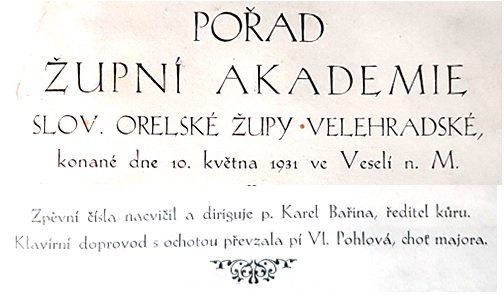 POŘAD
ŽUPNÍ AKADEMIE
SLOV. ORELSKÉ ŽUPY • VELEHRADSKÉ,
konané dne 10. května 1931 ve Veselí n. M.
Zpěvní čísla nacvičil a diriguje p. Karel Bařina, ředitel kůru.
Klavírní doprovod s ochotou převzala pí Vl. Pohlová, choť majora.